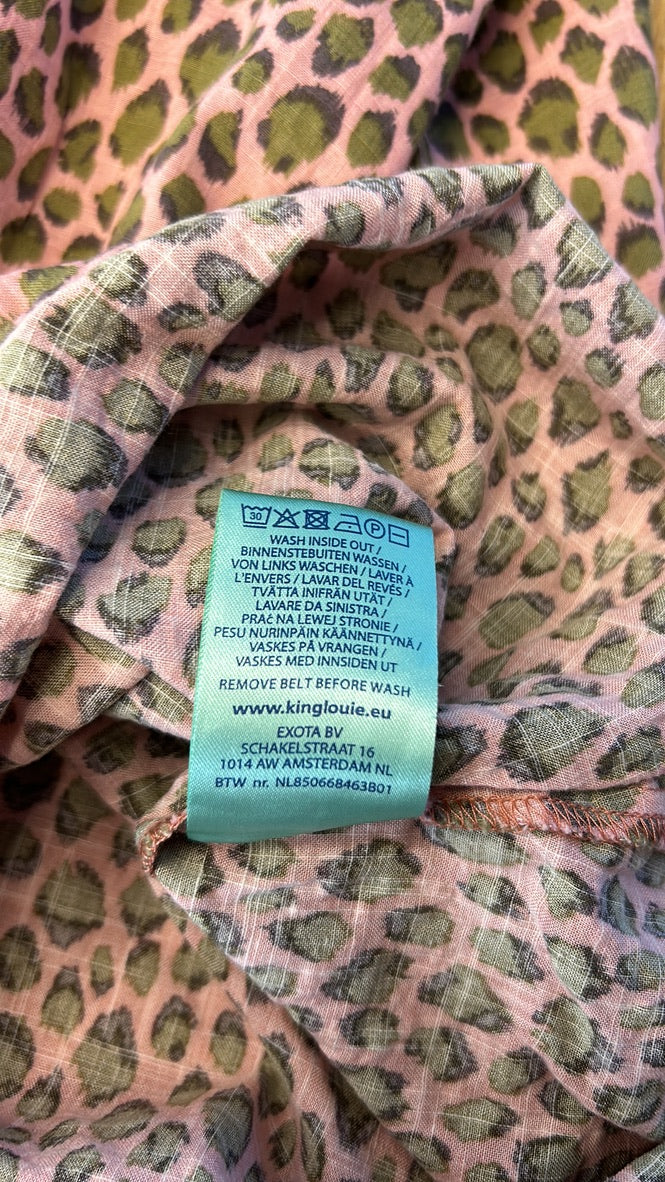 30 P
WASH INSIDE OUT /
BINNENSTEBUITEN WASSEN /
VON LINKS WASCHEN / LAVER À
L'ENVERS / LAVAR DEL REVÉS /
TVÄTTA INIFRÅN UTÅT /
LAVARE DA SINISTRA /
PRAĆ NA LEWEJ STRONIE /
PESU NURINPÄIN KÄÄNNETTYNÄ /
VASKES PÅ VRANGEN /
VASKES MED INNSIDEN UT
REMOVE BELT BEFORE WASH
www.kinglouie.eu
EXOTA BV
SCHAKELSTRAAT 16
1014 AW AMSTERDAM NL
BTW nr. NL850668463B01